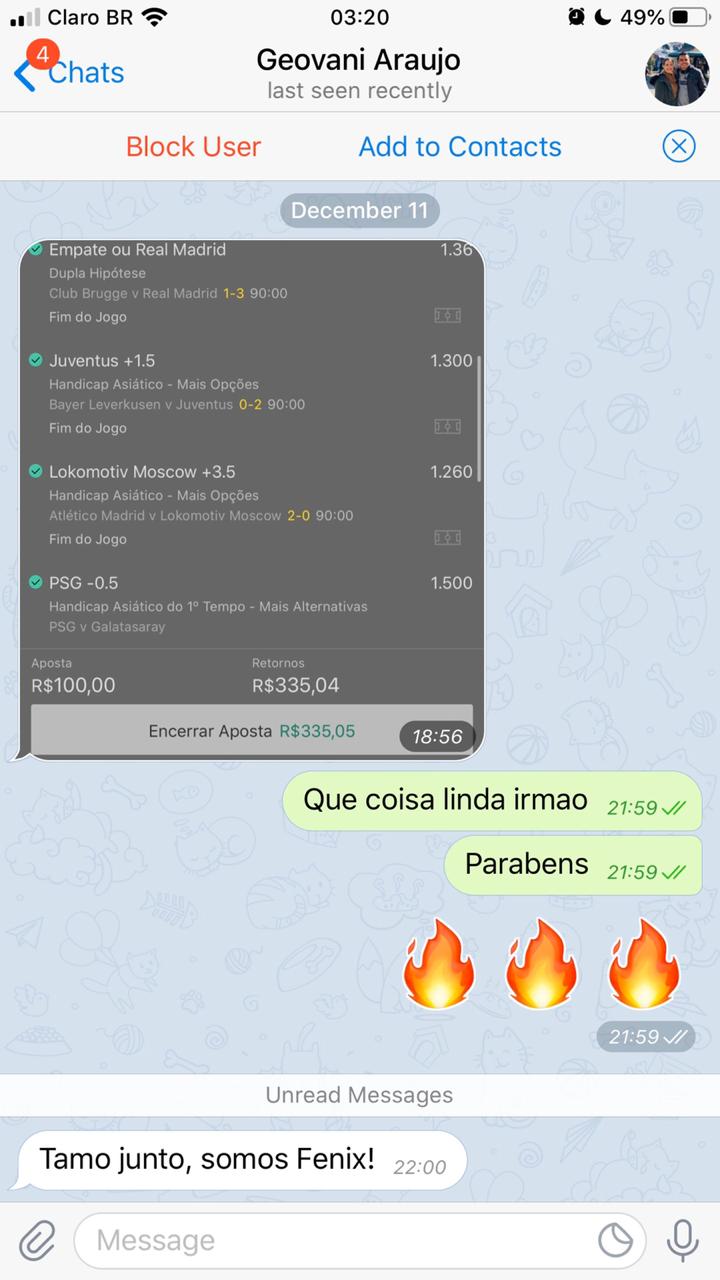 Claro BR 03:20 49%
4
Chats
Geovani Araujo
last seen recently
Block User Add to Contacts
December 11
Empate ou Real Madrid 1.36
Dupla Hipótese
Club Brugge v Real Madrid 1-3 90:00
Fim do Jogo
Juventus +1.5 1.300
Handicap Asiático - Mais Opções
Bayer Leverkusen v Juventus 0-2 90:00
Fim do Jogo
Lokomotiv Moscow +3.5 1.260
Handicap Asiático - Mais Opções
Atlético Madrid v Lokomotiv Moscow 2-0 90:00
Fim do Jogo
PSG -0.5 1.500
Handicap Asiático do 1º Tempo - Mais Alternativas
PSG v Galatasaray
Aposta Retornos
R$100,00 R$335,04
Encerrar Aposta R$335,05
18:56
Que coisa linda irmao 21:59
Parabens 21:59
21:59
Unread Messages
Tamo junto, somos Fenix! 22:00
Message